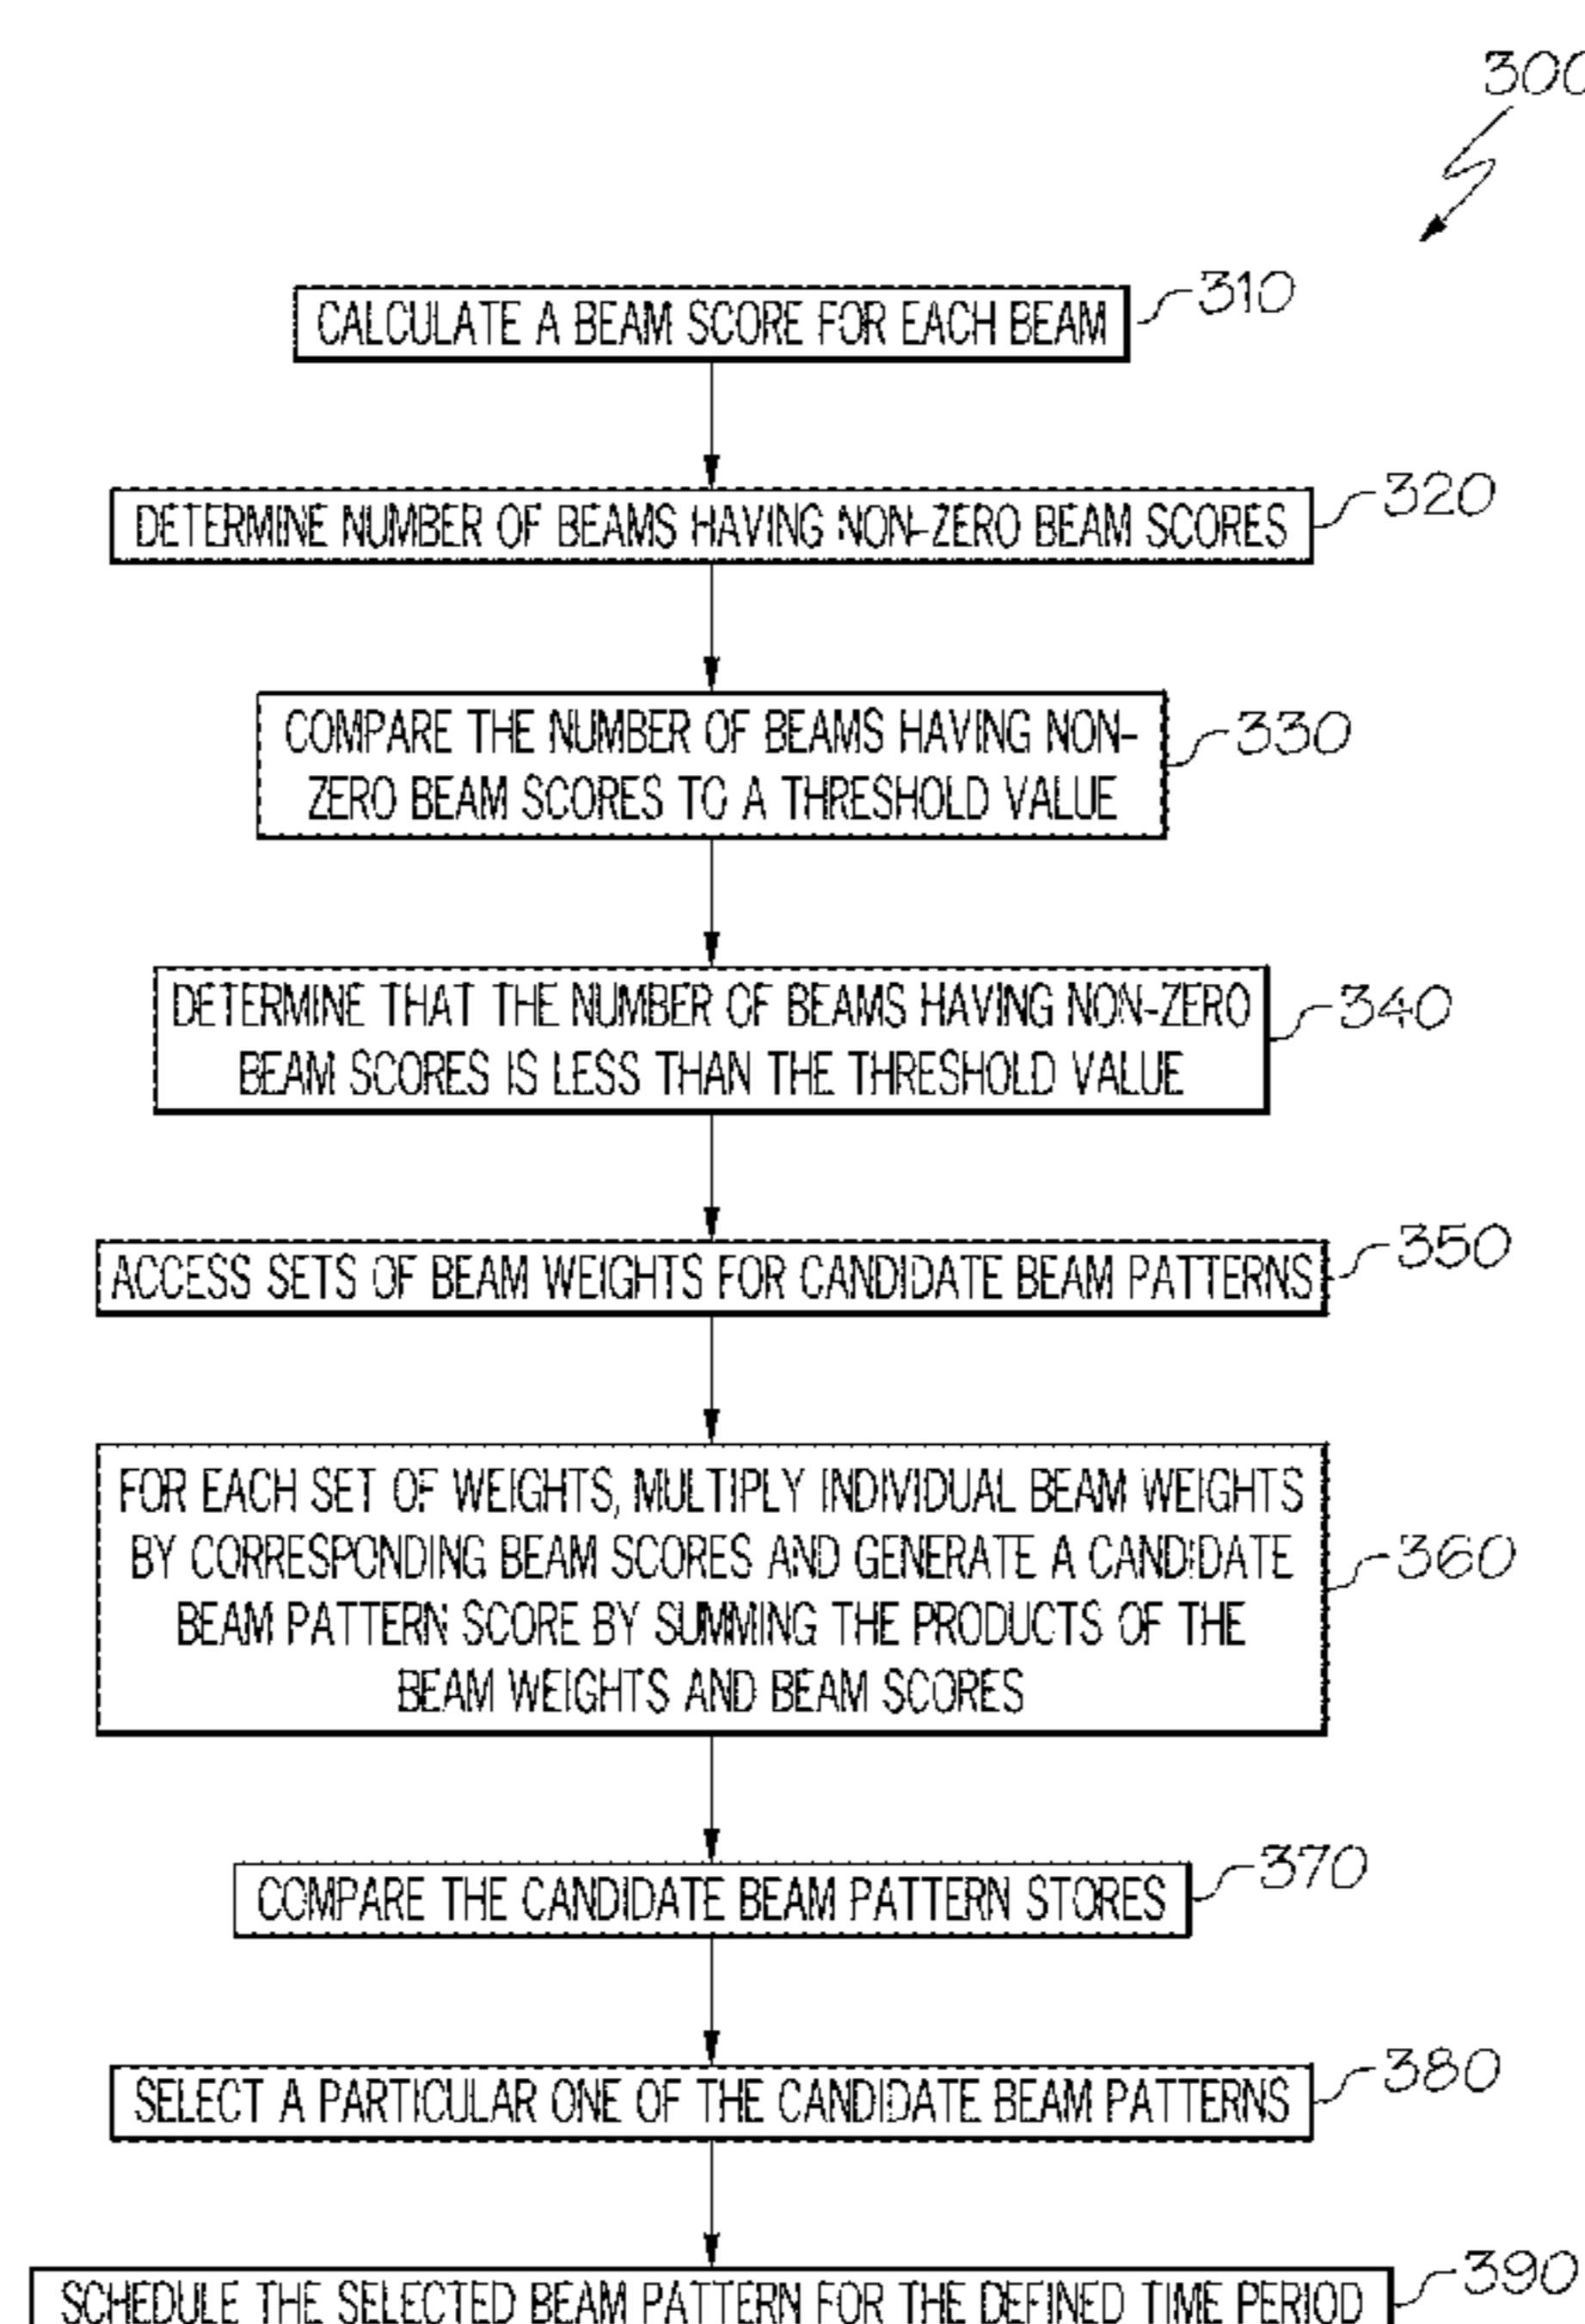 300
CALCULATE A BEAM SCORE FOR EACH BEAM
310
DETERMINE NUMBER OF BEAMS HAVING NON-ZERO BEAM SCORES
320
COMPARE THE NUMBER OF BEAMS HAVING NON-
ZERO BEAM SCORES TO A THRESHOLD VALUE
330
DETERMINE THAT THE NUMBER OF BEAMS HAVING NON-ZERO
BEAM SCORES IS LESS THAN THE THRESHOLD VALUE
340
ACCESS SETS OF BEAM WEIGHTS FOR CANDIDATE BEAM PATTERNS
350
FOR EACH SET OF WEIGHTS, MULTIPLY INDIVIDUAL BEAM WEIGHTS
BY CORRESPONDING BEAM SCORES AND GENERATE A CANDIDATE
BEAM PATTERN SCORE BY SUMMING THE PRODUCTS OF THE
BEAM WEIGHTS AND BEAM SCORES
360
COMPARE THE CANDIDATE BEAM PATTERN STORES
370
SELECT A PARTICULAR ONE OF THE CANDIDATE BEAM PATTERNS
380
SCHEDULE THE SELECTED BEAM PATTERN FOR THE DEFINED TIME PERIOD
390